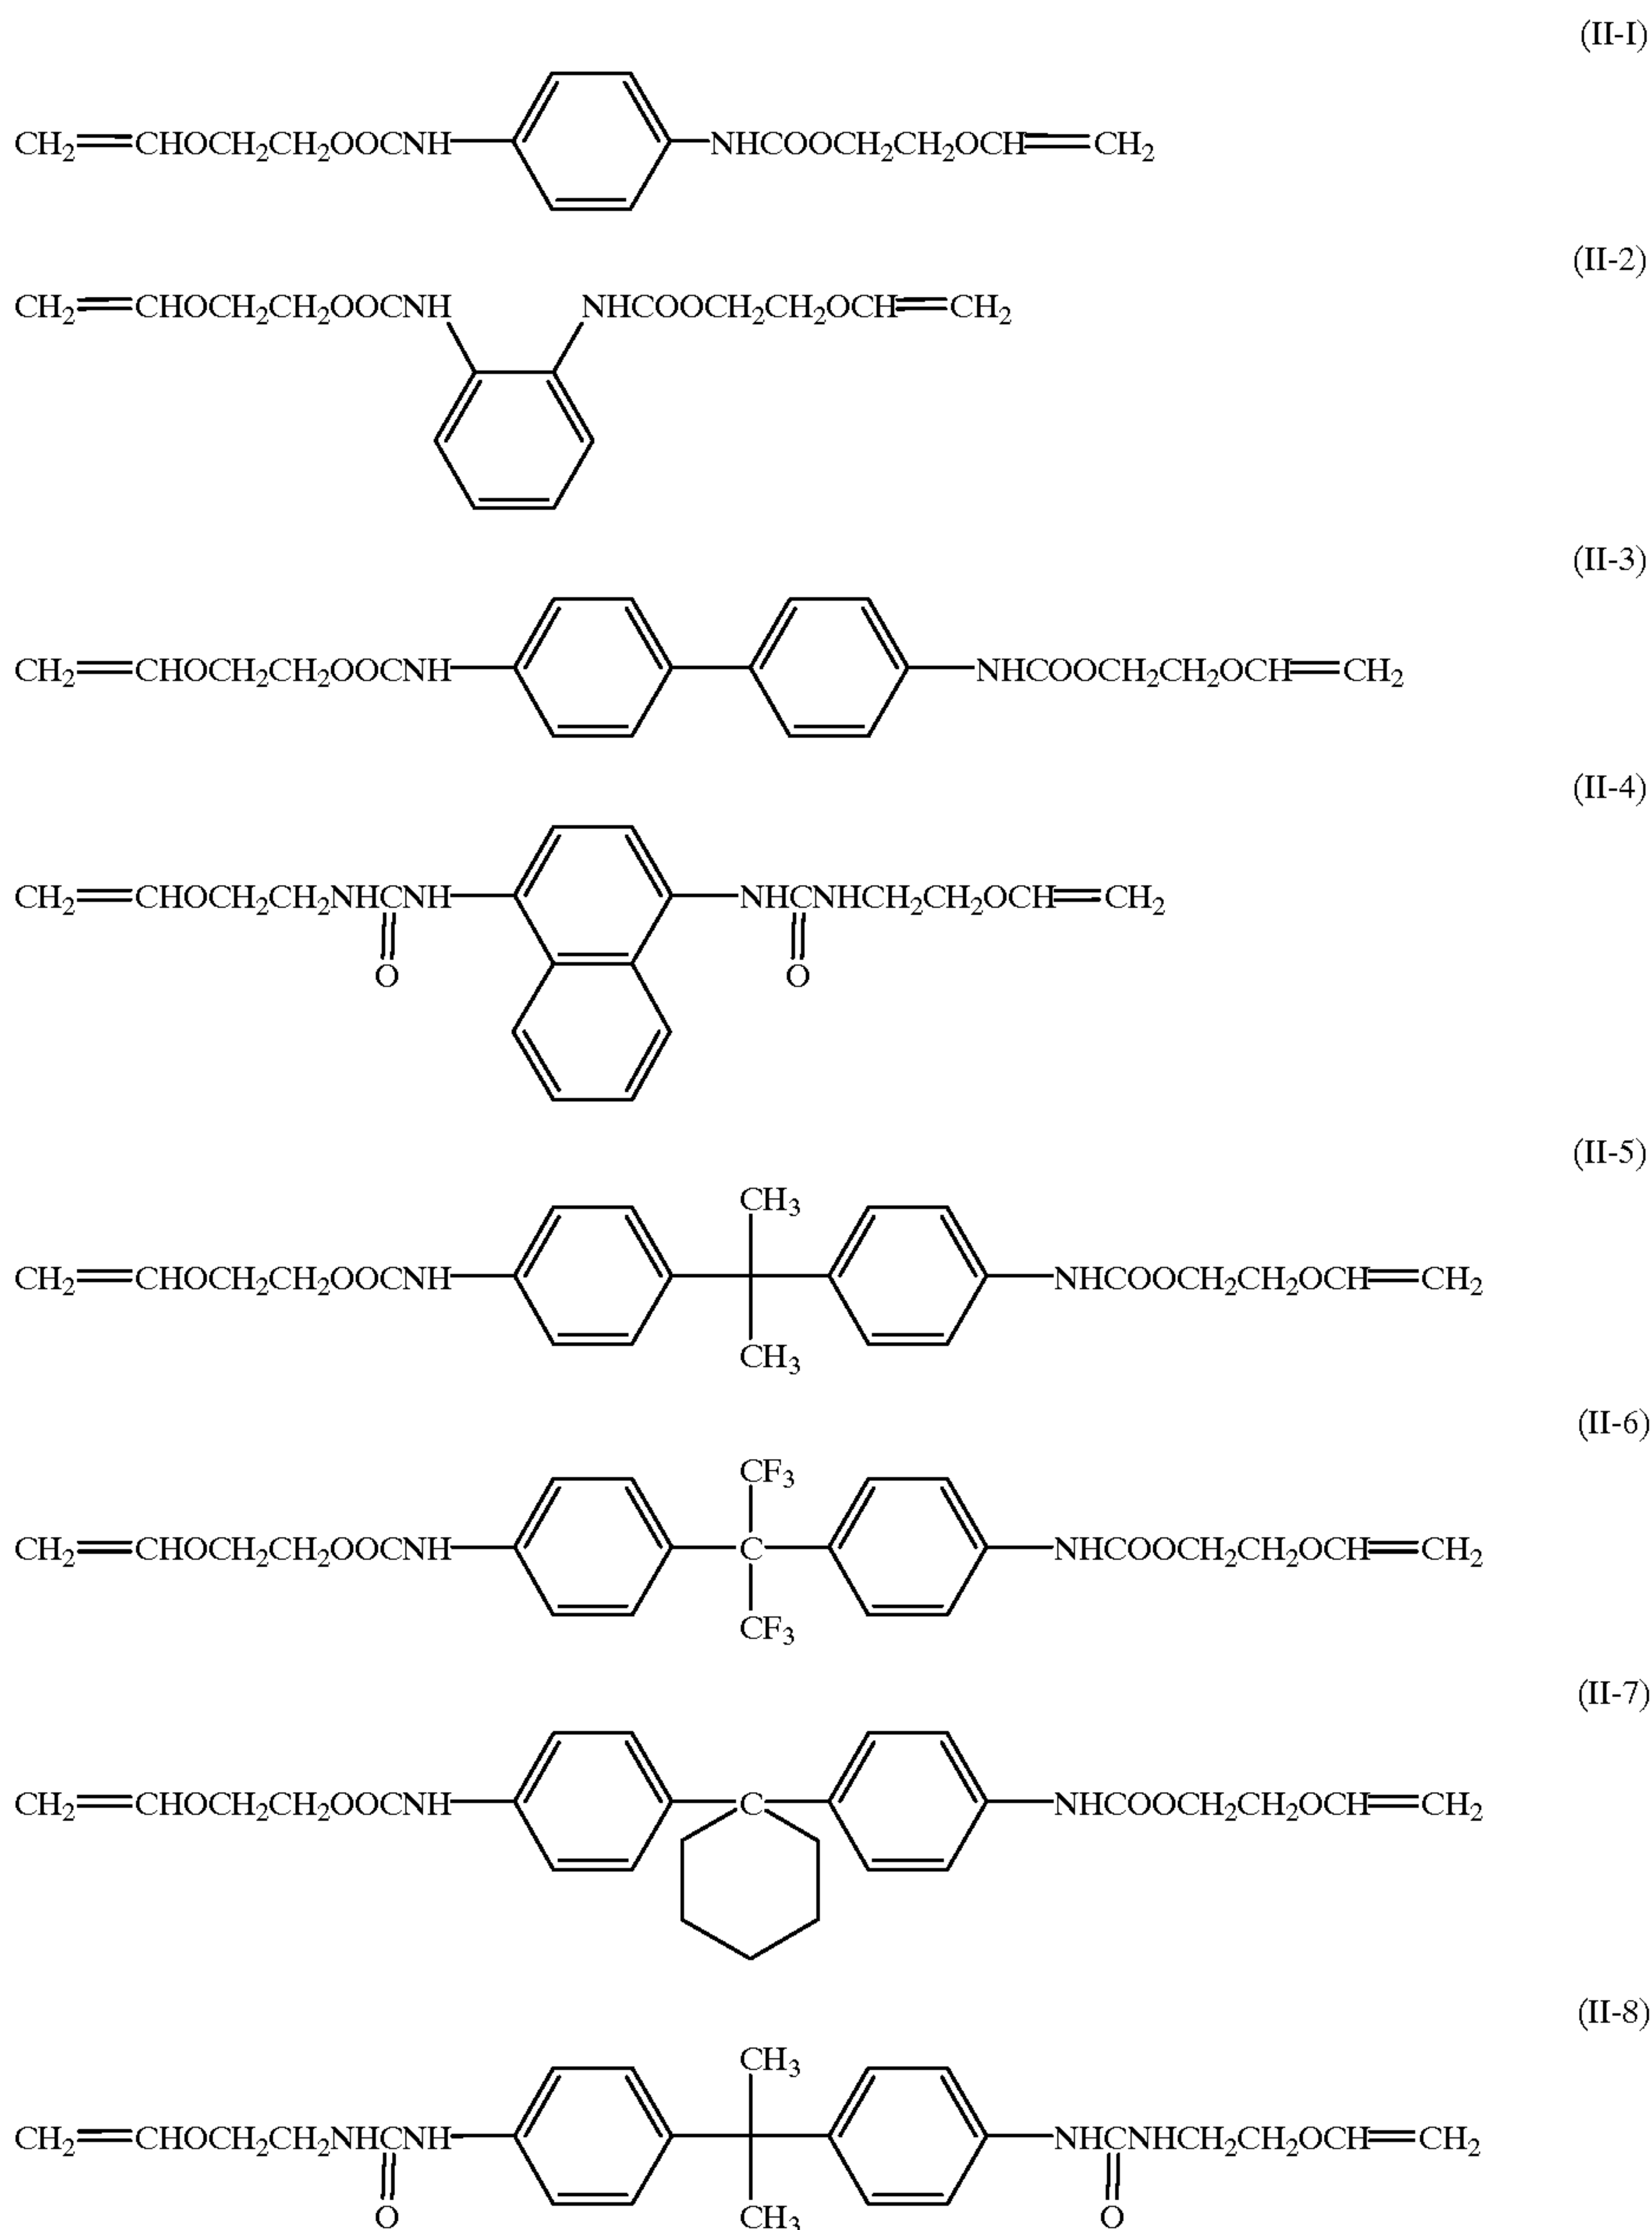 (II-I)
CH₂=CHOCH₂CH₂OOCNH NHCOOCH₂CH₂OCH=CH₂
(II-2)
CH₂=CHOCH₂CH₂OOCNH NHCOOCH₂CH₂OCH=CH₂
(II-3)
CH₂=CHOCH₂CH₂OOCNH NHCOOCH₂CH₂OCH=CH₂
(II-4)
CH₂=CHOCH₂CH₂NHCNH NHCNHCH₂CH₂OCH=CH₂
O O
(II-5)
CH₃
CH₂=CHOCH₂CH₂OOCNH NHCOOCH₂CH₂OCH=CH₂
CH₃
(II-6)
CF₃
CH₂=CHOCH₂CH₂OOCNH C NHCOOCH₂CH₂OCH=CH₂
CF₃
(II-7)
CH₂=CHOCH₂CH₂OOCNH C NHCOOCH₂CH₂OCH=CH₂
(II-8)
CH₃
CH₂=CHOCH₂CH₂NHCNH NHCNHCH₂CH₂OCH=CH₂
O CH₃ O